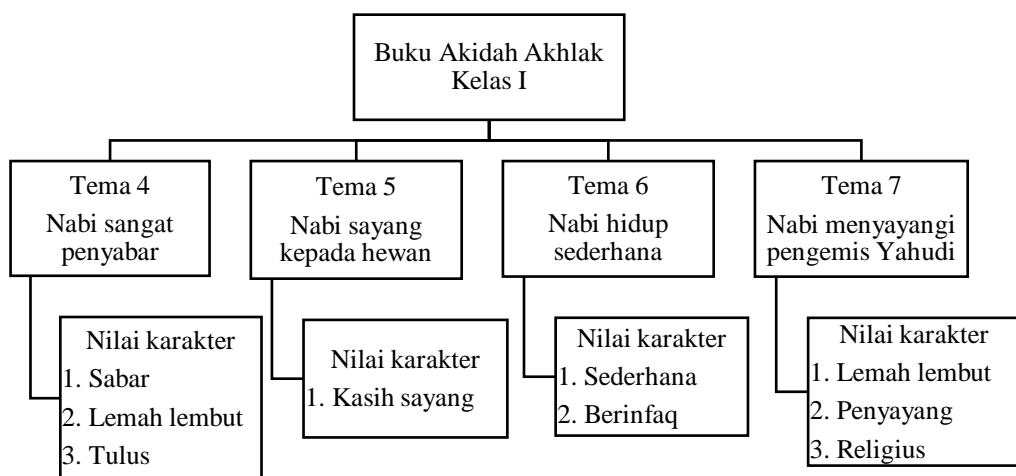 Buku Akidah Akhlak
Kelas I
Tema 4
Nabi sangat
penyabar
Nilai karakter
1. Sabar
2. Lemah lembut
3. Tulus
Tema 5
Nabi sayang
kepada hewan
Nilai karakter
1. Kasih sayang
Tema 6
Nabi hidup
sederhana
Nilai karakter
1. Sederhana
2. Berinfaq
Tema 7
Nabi menyayangi
pengemis Yahudi
Nilai karakter
1. Lemah lembut
2. Penyayang
3. Religius